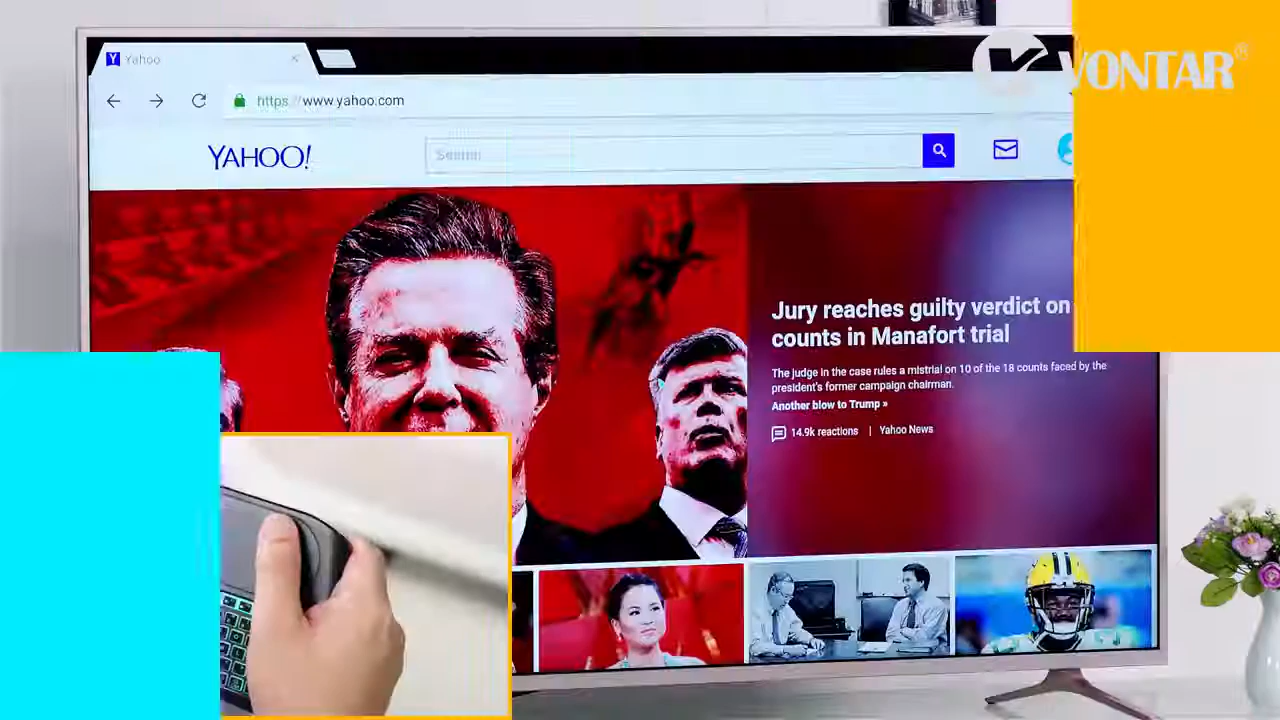 Yahoo
VONTAR®
https://www.yahoo.com
YAHOO!
Search
Jury reaches guilty verdict on
counts in Manafort trial
The judge in the case rules a mistrial on 10 of the 18 counts faced by the
president's former campaign chairman.
Another blow to Trump »
14.9k reactions | Yahoo News